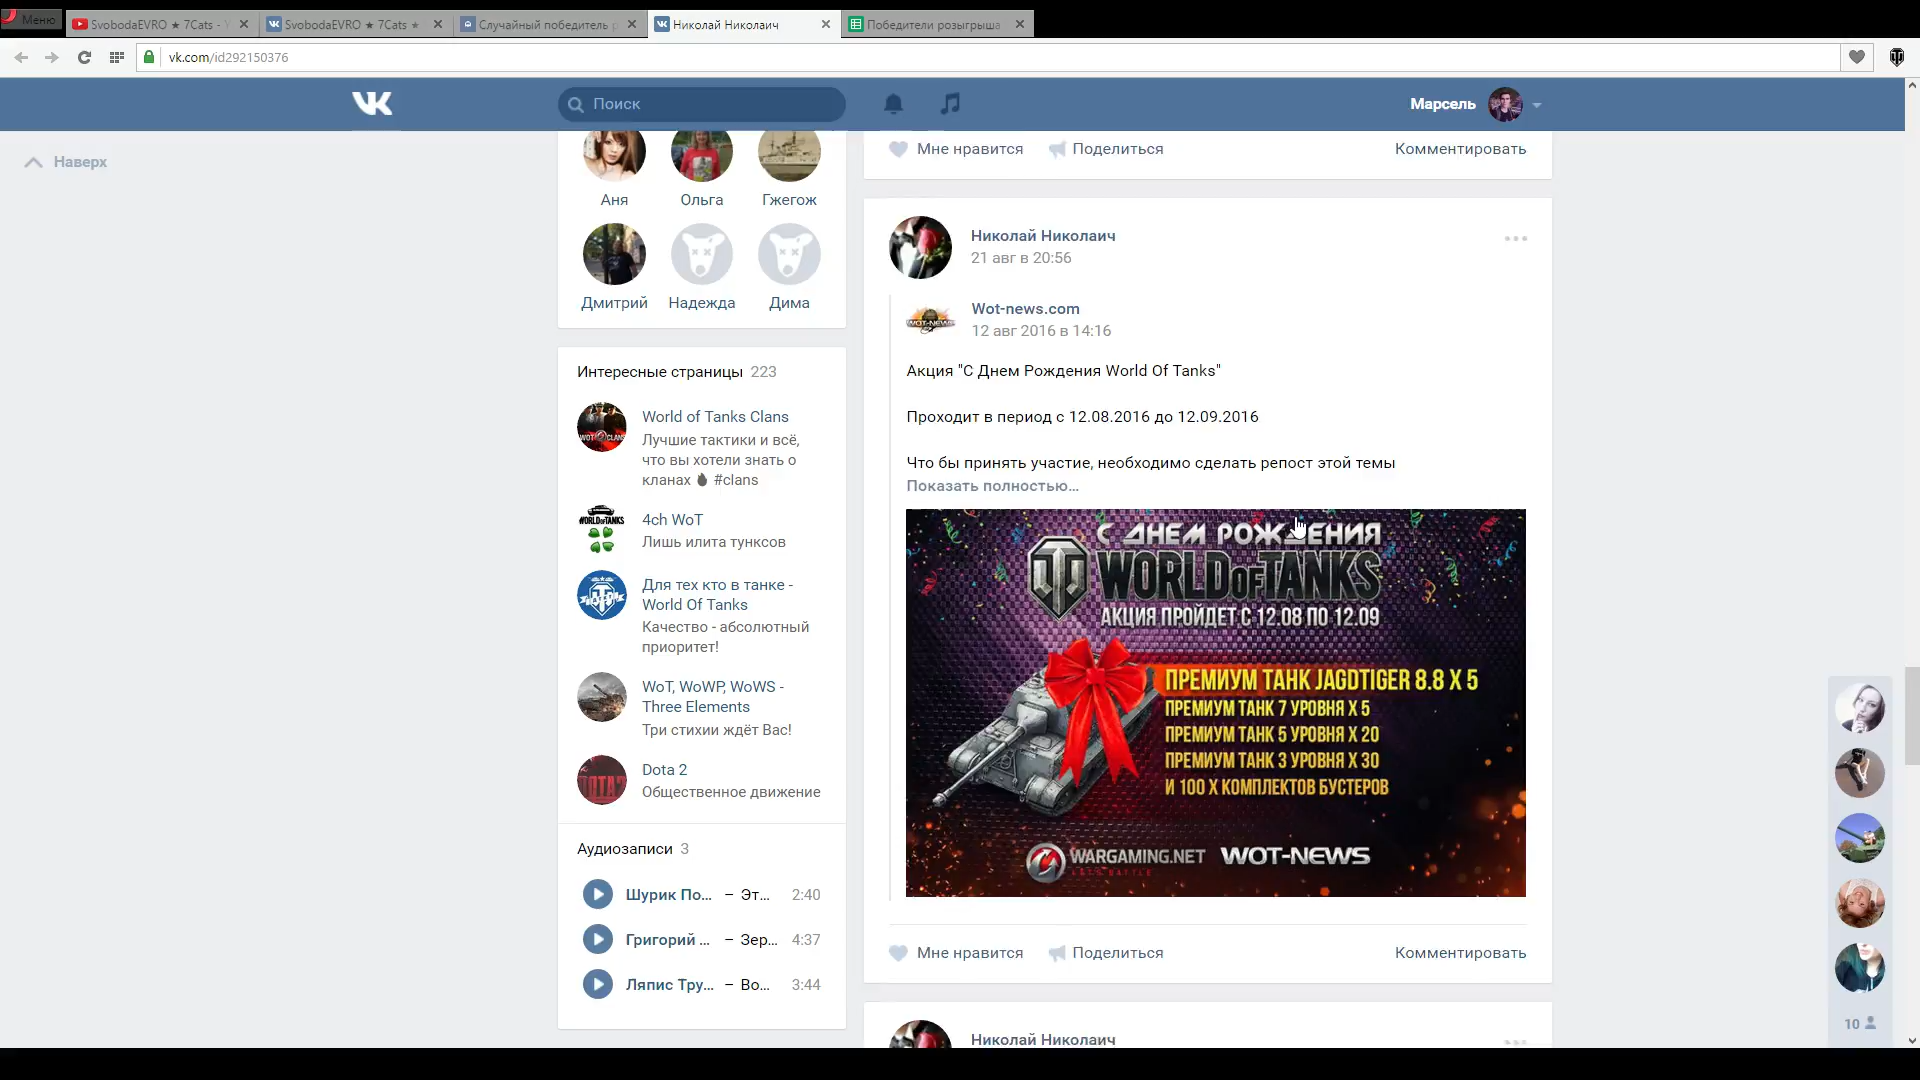 Меню
SvobodaEVRO ★ 7Cats -
SvobodaEVRO ★ 7Cats ★
Случайный победитель
Николай Николаич
Победители розыгрыша
vk.com/id292150376
Поиск
Марсель
Наверх
Аня
Ольга
Гжегож
Дмитрий
Надежда
Дима
Интересные страницы 223
World of Tanks Clans
Лучшие тактики и всё,
что вы хотели знать о
кланах #clans
4ch WoT
Лишь илита тунксов
Для тех кто в танке -
World Of Tanks
Качество - абсолютный
приоритет!
WoT, WoWP, WoWS -
Three Elements
Три стихии ждёт Вас!
Dota 2
Общественное движение
Аудиозаписи 3
Шурик По... – Эт... 2:40
Григорий ... – Зер... 4:37
Ляпис Тру... – Во... 3:44
Мне нравится
Поделиться
Комментировать
Николай Николаич
21 авг в 20:56
Wot-news.com
12 авг 2016 в 14:16
Акция "С Днем Рождения World Of Tanks"
Проходит в период с 12.08.2016 до 12.09.2016
Что бы принять участие, необходимо сделать репост этой темы
Показать полностью…
С ДНЕМ РОЖДЕНИЯ
WORLD OF TANKS
АКЦИЯ ПРОЙДЕТ С 12.08 ПО 12.09
ПРЕМИУМ ТАНК JAGDTIGER 8.8 X 5
ПРЕМИУМ ТАНК 7 УРОВНЯ X 5
ПРЕМИУМ ТАНК 5 УРОВНЯ X 20
ПРЕМИУМ ТАНК 3 УРОВНЯ X 30
И 100 X КОМПЛЕКТОВ БУСТЕРОВ
WARGAMING.NET
LET'S BATTLE
WOT-NEWS
Мне нравится
Поделиться
Комментировать
Николай Николаич
10